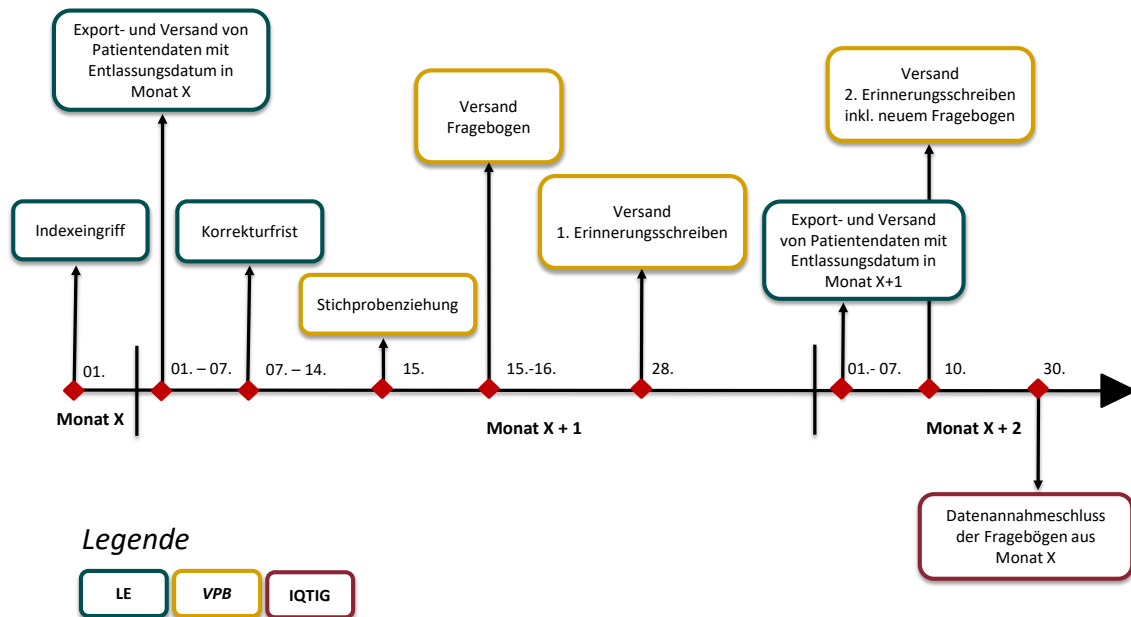 Export- und Versand von
Patientendaten mit
Entlassungsdatum in
Monat X
Versand
Fragebogen
Versand
2. Erinnerungsschreiben
inkl. neuem Fragebogen
Indexeingriff
Korrekturfrist
Versand
1. Erinnerungsschreiben
Export- und Versand
von Patientendaten mit
Entlassungsdatum in
Monat X+1
Stichprobenziehung
01.
01. – 07.
07. – 14.
15.
15.-16.
28.
01.- 07.
10.
30.
Monat X
Monat X + 1
Monat X + 2
Datenannahmeschluss
der Fragebögen aus
Monat X
Legende
LE
VPB
IQTIG